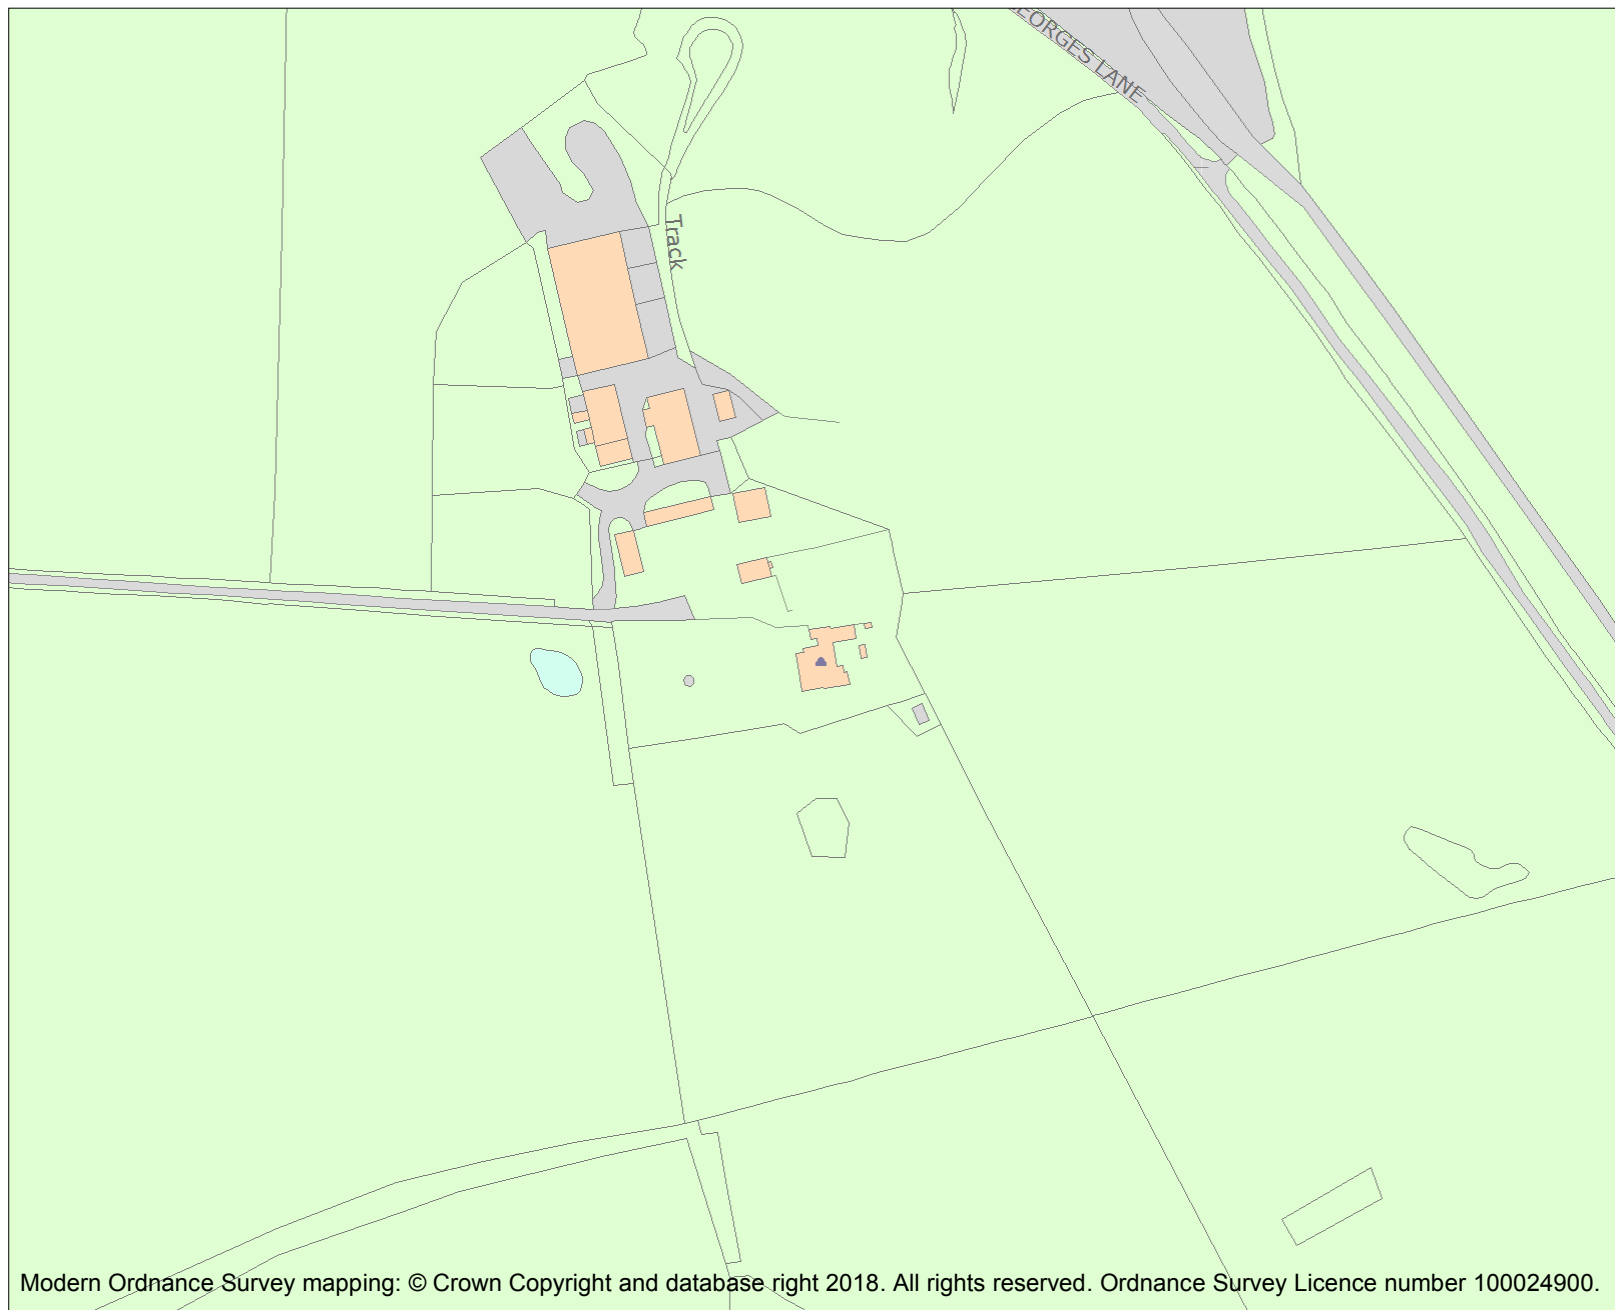 EORGES LANE
Track
Modern Ordnance Survey mapping: © Crown Copyright and database right 2018. All rights reserved. Ordnance Survey Licence number 100024900.